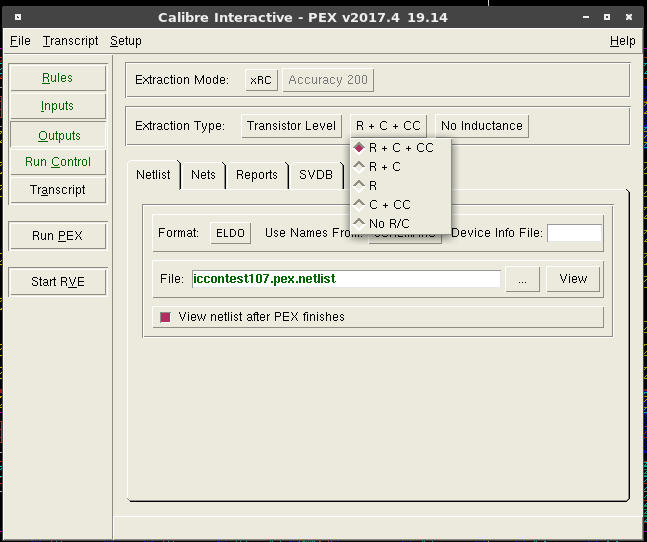 Calibre Interactive - PEX v2017.4 19.14
File Transcript Setup Help
Rules
Inputs
Outputs
Run Control
Transcript
Run PEX
Start RVE
Extraction Mode: xRC Accuracy 200
Extraction Type: Transistor Level R + C + CC No Inductance
R + C + CC
R + C
R
C + CC
No R/C
Netlist Nets Reports SVDB
Format: ELDO Use Names From: Device Info File:
File: iccontest107.pex.netlist ... View
View netlist after PEX finishes